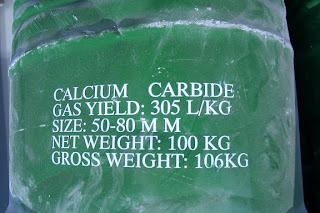 CALCIUM CARBIDE
GAS YIELD: 305 L/KG
SIZE: 50-80 M M
NET WEIGHT: 100 KG
GROSS WEIGHT: 106KG